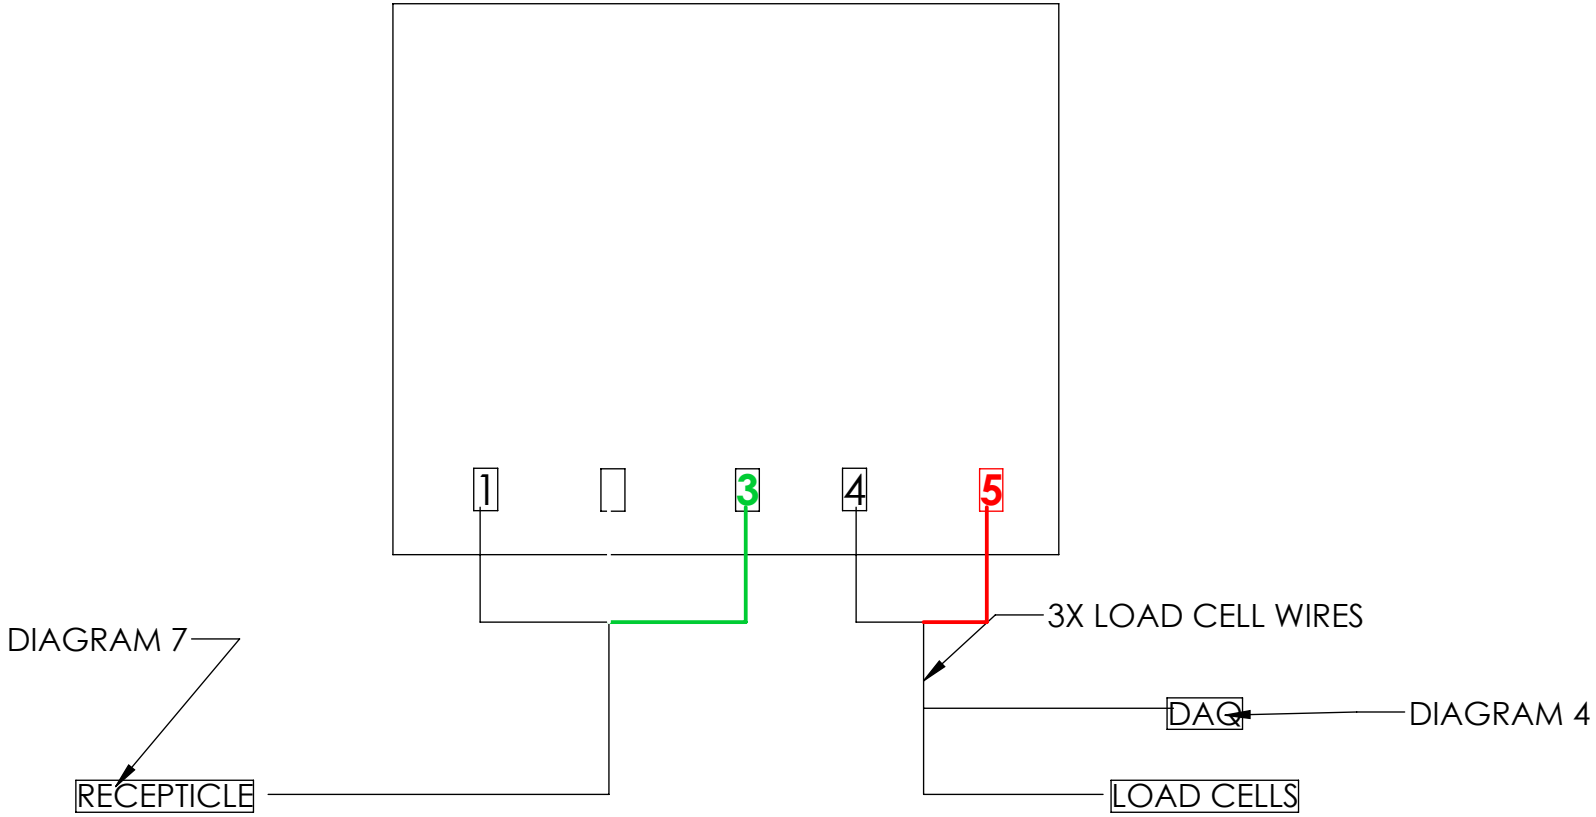 1
3
4
5
3X LOAD CELL WIRES
DIAGRAM 7
DAQ
DIAGRAM 4
RECEPTICLE
LOAD CELLS